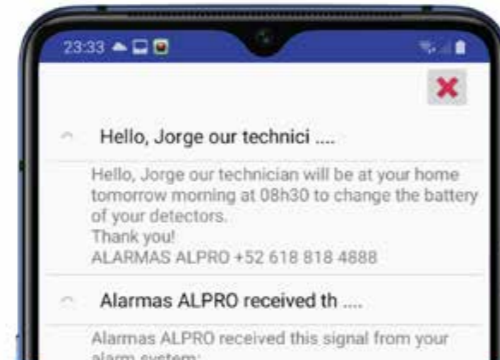 23:33
Hello, Jorge our technici ....
Hello, Jorge our technician will be at your home
tomorrow morning at 08h30 to change the battery
of your detectors.
Thank you!
ALARMAS ALPRO +52 618 818 4888
Alarmas ALPRO received th ....
Alarmas ALPRO received this signal from your
alarm system: